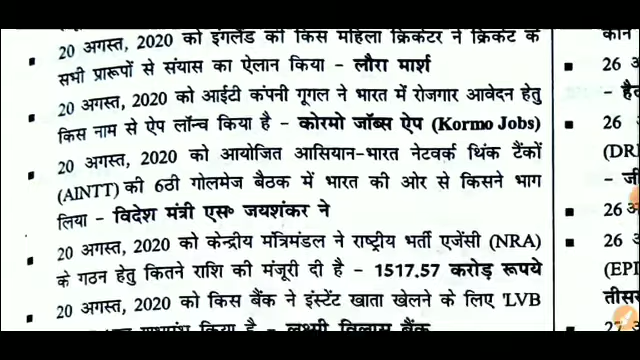 20 अगस्त, 2020 को इंगलैंड की किस महिला क्रिकेटर ने क्रिकेट के
सभी प्रारूपों से संयास का ऐलान किया - लौरा मार्श
20 अगस्त, 2020 को आईटी कंपनी गूगल ने भारत में रोजगार आवेदन हेतु
किस नाम से ऐप लॉन्च किया है - कोरमो जॉब्स ऐप (Kormo Jobs)
20 अगस्त, 2020 को आयोजित आसियान-भारत नेटवर्क थिंक टैंकों
(AINTT) की 6ठी गोलमेज बैठक में भारत की ओर से किसने भाग
लिया - विदेश मंत्री एस॰ जयशंकर ने
20 अगस्त, 2020 को केन्द्रीय मंत्रिमंडल ने राष्ट्रीय भर्ती एजेंसी (NRA)
के गठन हेतु कितने राशि की मंजूरी दी है - 1517.57 करोड़ रूपये
20 अगस्त, 2020 को किस बैंक ने इंस्टेंट खाता खेलने के लिए 'LVB
किया है - लक्ष्मी विलास बैंक
कौन
26
26
(DR
26
26
(EPI
तीसर
27